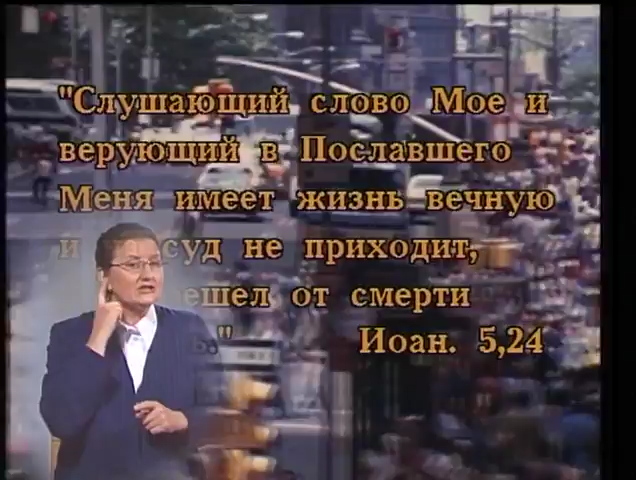 "Слушающий слово Мое и
верующий в Пославшего
Меня имеет жизнь вечную
и суд не приходит,
от смерти
Иоан. 5,24